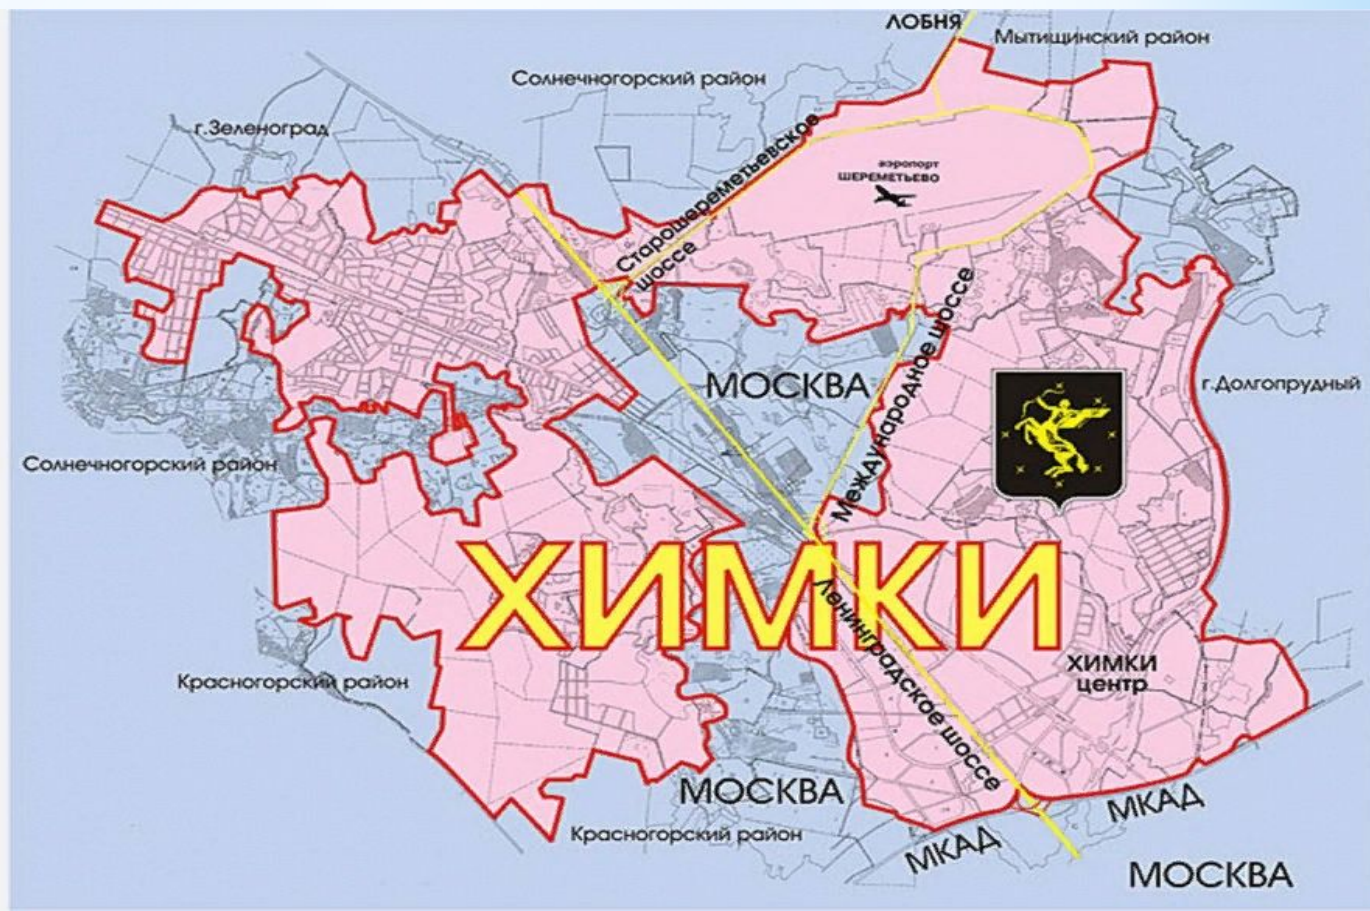 ЛОБНЯ
Мытищинский район
Солнечногорский район
г.Зеленоград
Старошереметьевское
шоссе
аэропорт
ШЕРЕМЕТЬЕВО
Международное шоссе
МОСКВА
г.Долгопрудный
Солнечногорский район
ХИМКИ
Ленинградское шоссе
ХИМКИ
центр
Красногорский район
МОСКВА
МКАД
Красногорский район
МКАД
МОСКВА